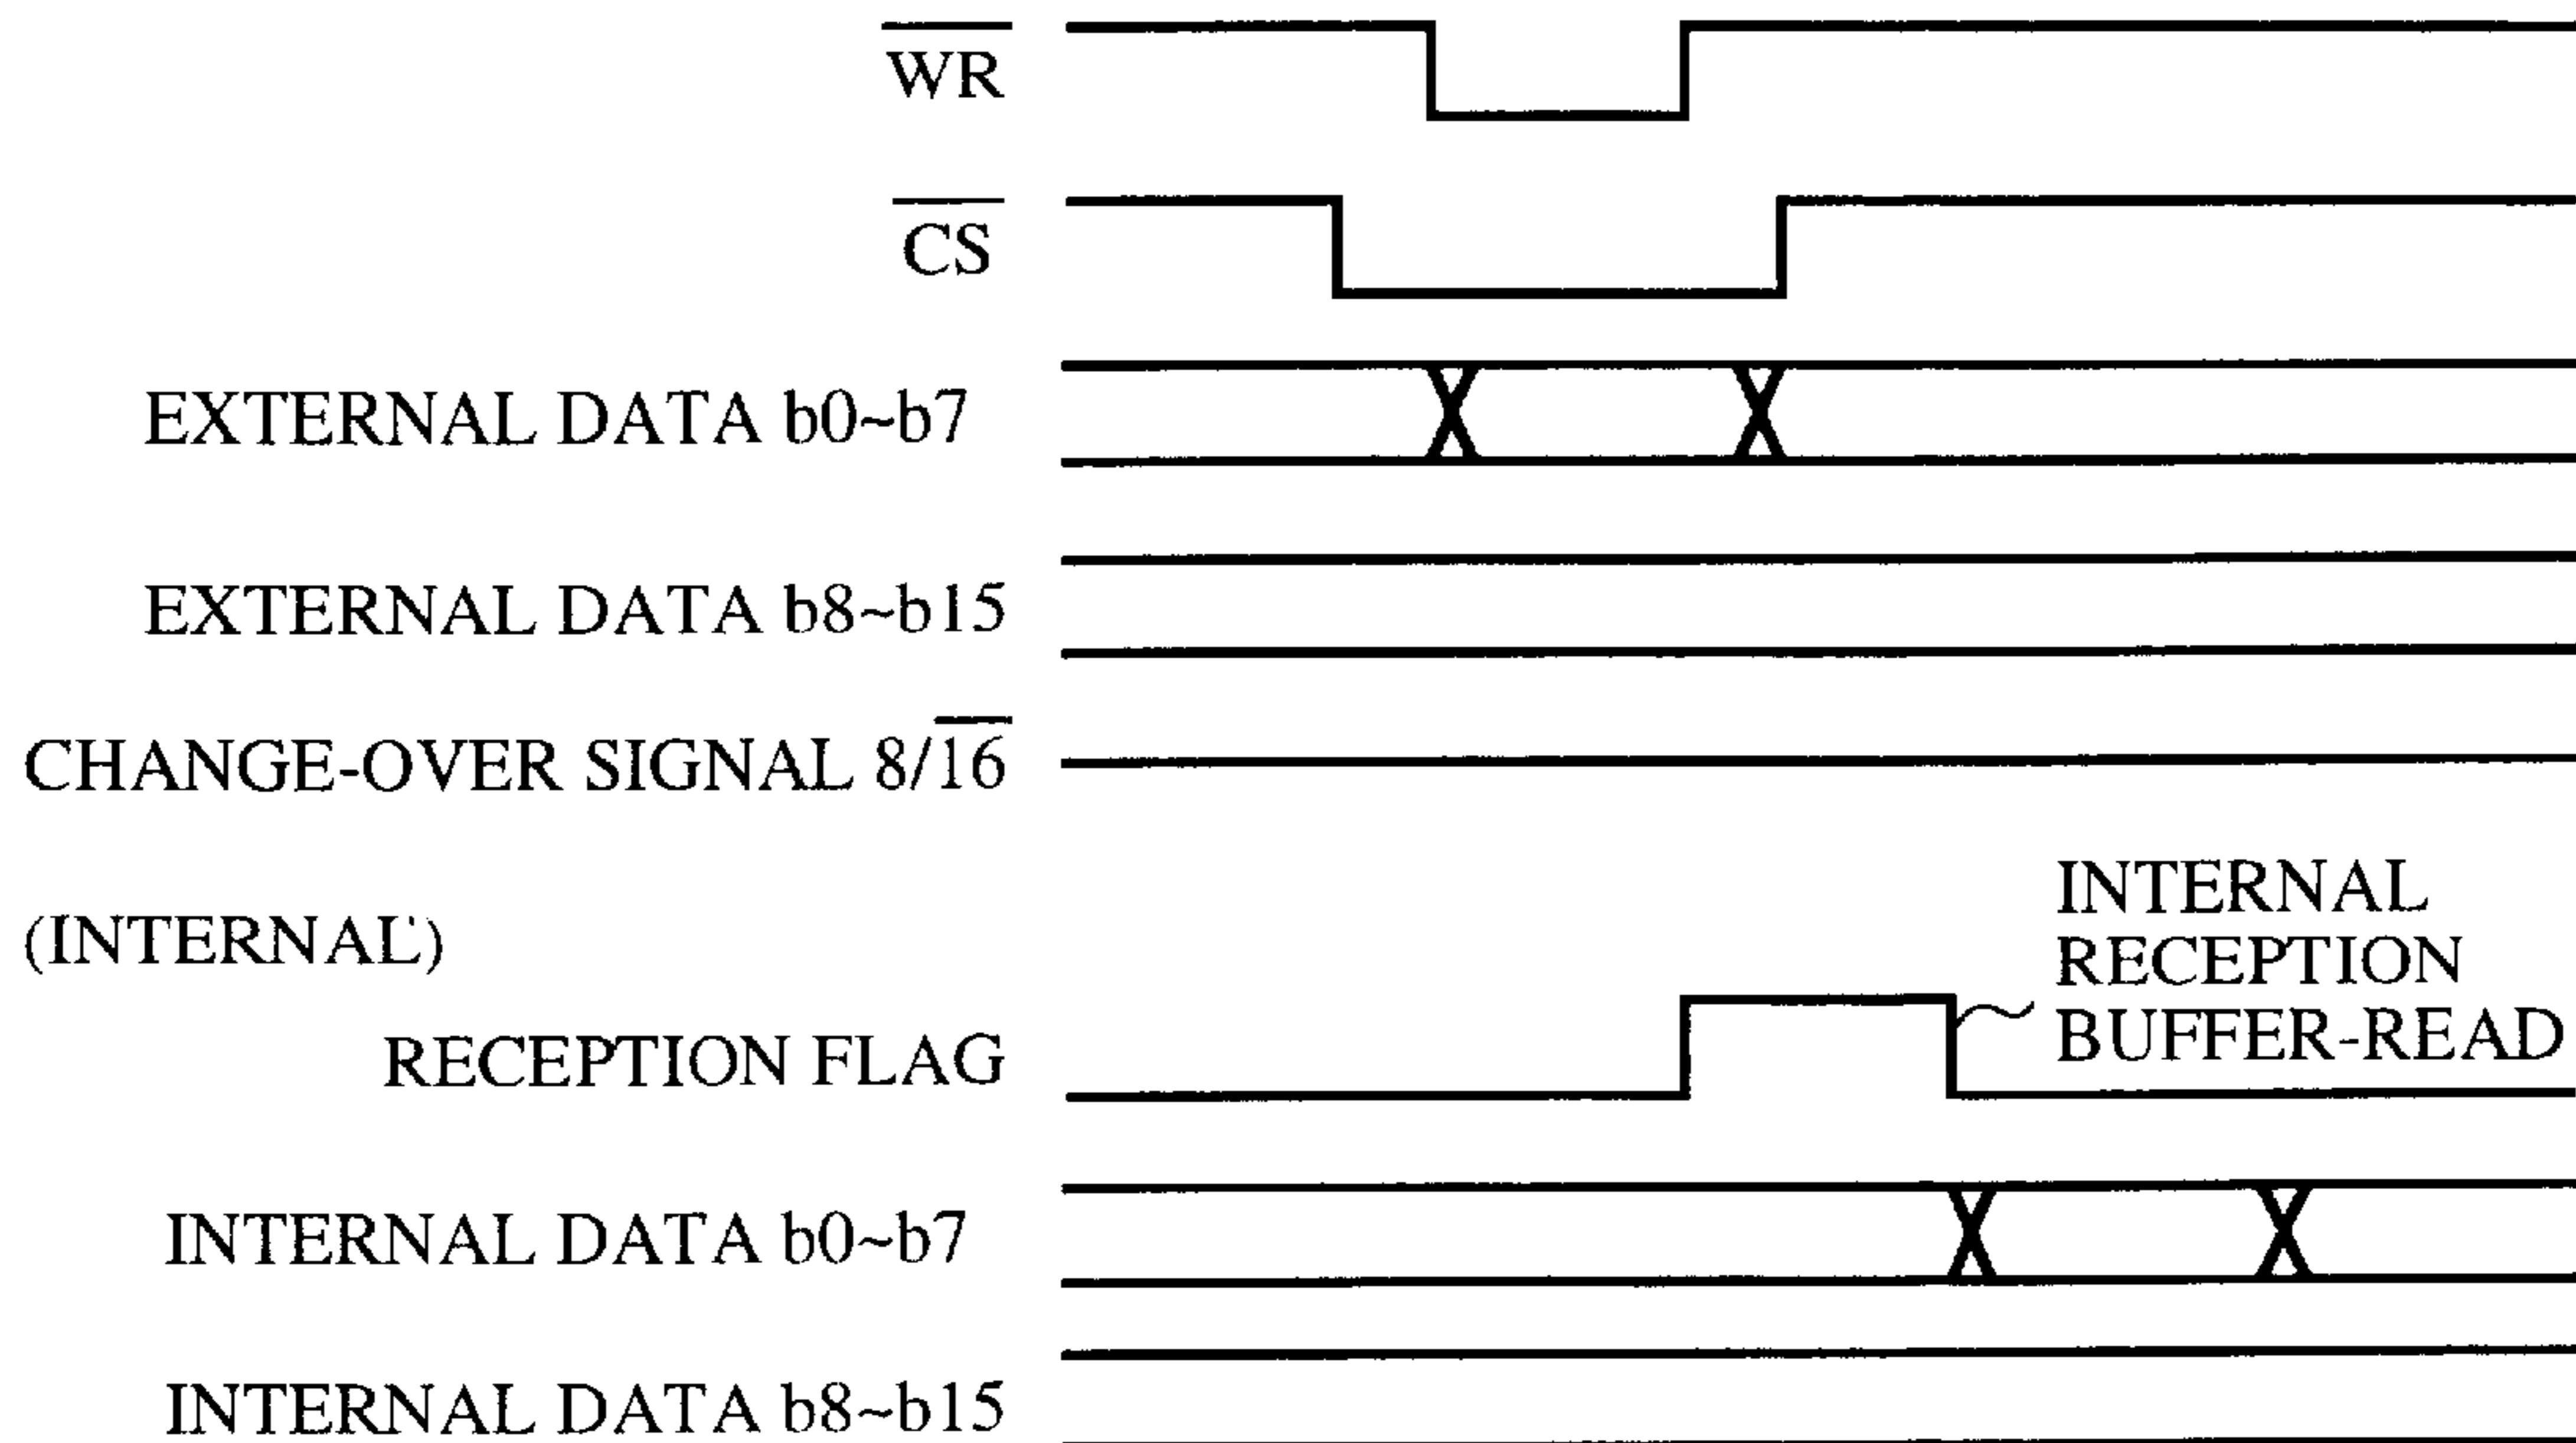 WR
CS
EXTERNAL DATA b0~b7
EXTERNAL DATA b8~b15
CHANGE-OVER SIGNAL 8/16
(INTERNAL)
INTERNAL
RECEPTION
BUFFER-READ
RECEPTION FLAG
INTERNAL DATA b0~b7
INTERNAL DATA b8~b15